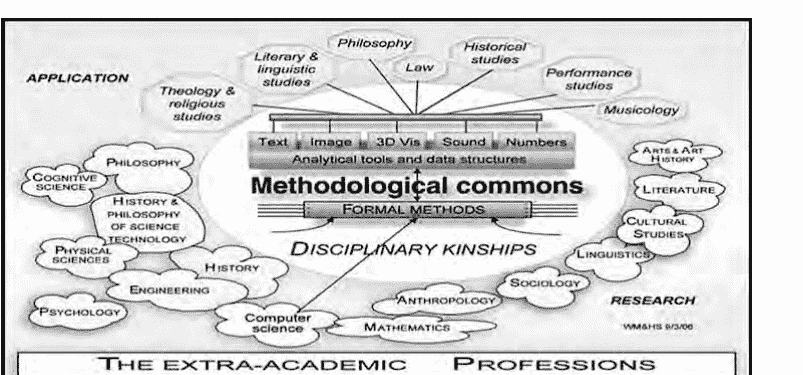 Philosophy
Historical
studies
Literary &
linguistic
studies
Law
APPLICATION
Performance
studies
Theology &
religious
studies
Musicology
Text Image 3D Vis Sound Numbers
Analytical tools and data structures
Methodological commons
FORMAL METHODS
DISCIPLINARY KINSHIPS
PHILOSOPHY
COGNITIVE
SCIENCE
HISTORY &
PHILOSOPHY
OF SCIENCE
TECHNOLOGY
PHYSICAL
SCIENCES
HISTORY
ENGINEERING
PSYCHOLOGY
Computer
science
MATHEMATICS
ANTHROPOLOGY
SOCIOLOGY
LINGUISTICS
CULTURAL
STUDIES
LITERATURE
ARTS & ART
HISTORY
RESEARCH
WM&HS 9/3/06
THE EXTRA-ACADEMIC PROFESSIONS